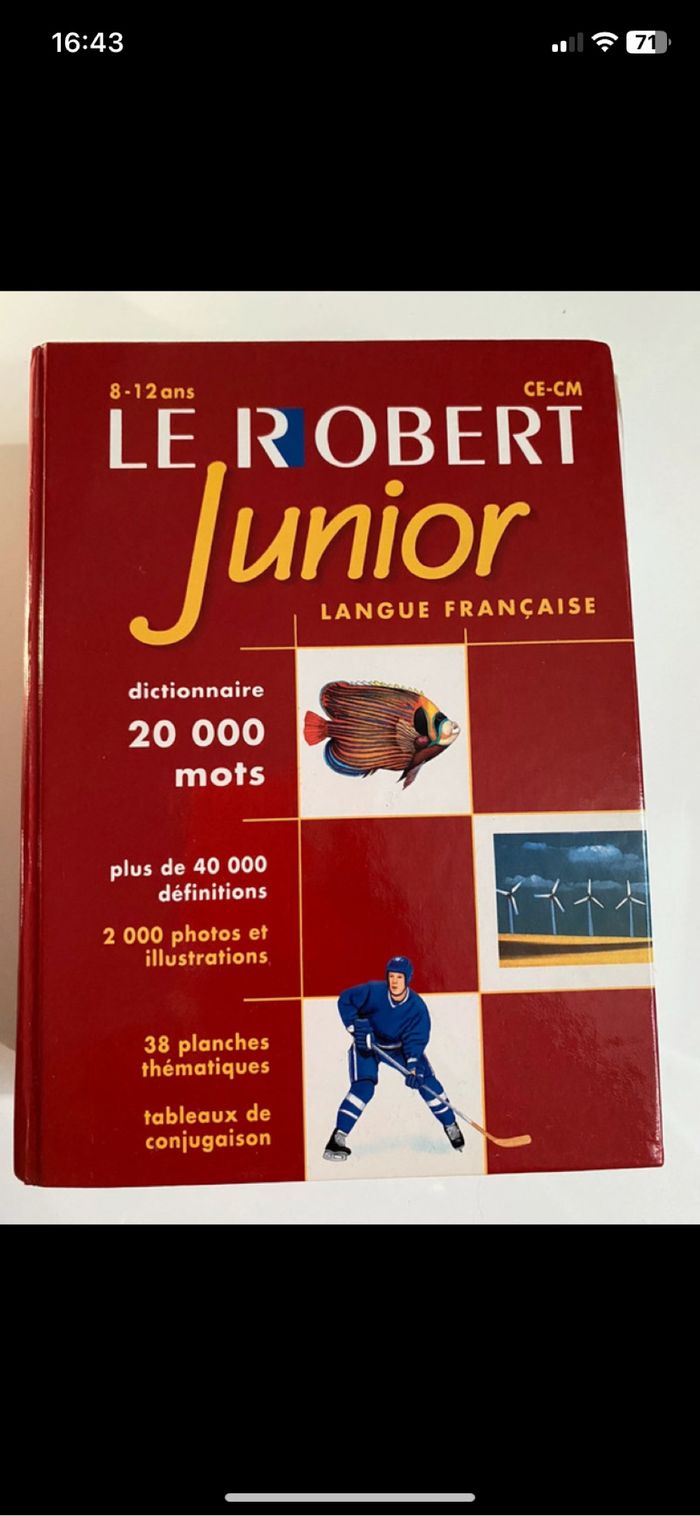 16:43
71
8-12 ans
CE-CM
LE ROBERT
Junior
LANGUE FRANÇAISE
dictionnaire
20 000
mots
plus de 40 000
définitions
2 000 photos et
illustrations
38 planches
thématiques
tableaux de
conjugaison